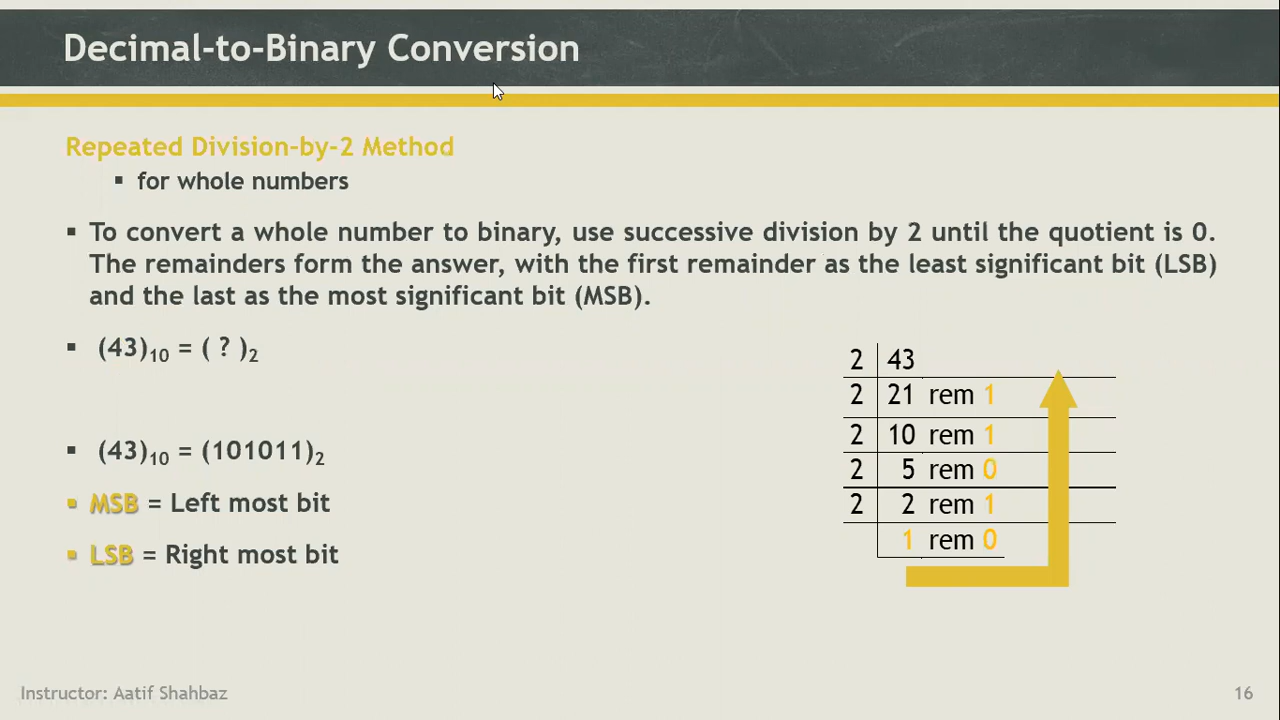 Decimal-to-Binary Conversion
Repeated Division-by-2 Method
▪ for whole numbers
▪ To convert a whole number to binary, use successive division by 2 until the quotient is 0.
The remainders form the answer, with the first remainder as the least significant bit (LSB)
and the last as the most significant bit (MSB).
▪ (43)₁₀ = ( ? )₂
▪ (43)₁₀ = (101011)₂
▪ MSB = Left most bit
▪ LSB = Right most bit
2 43
2 21 rem 1
2 10 rem 1
2 5 rem 0
2 2 rem 1
1 rem 0
Instructor: Aatif Shahbaz
16